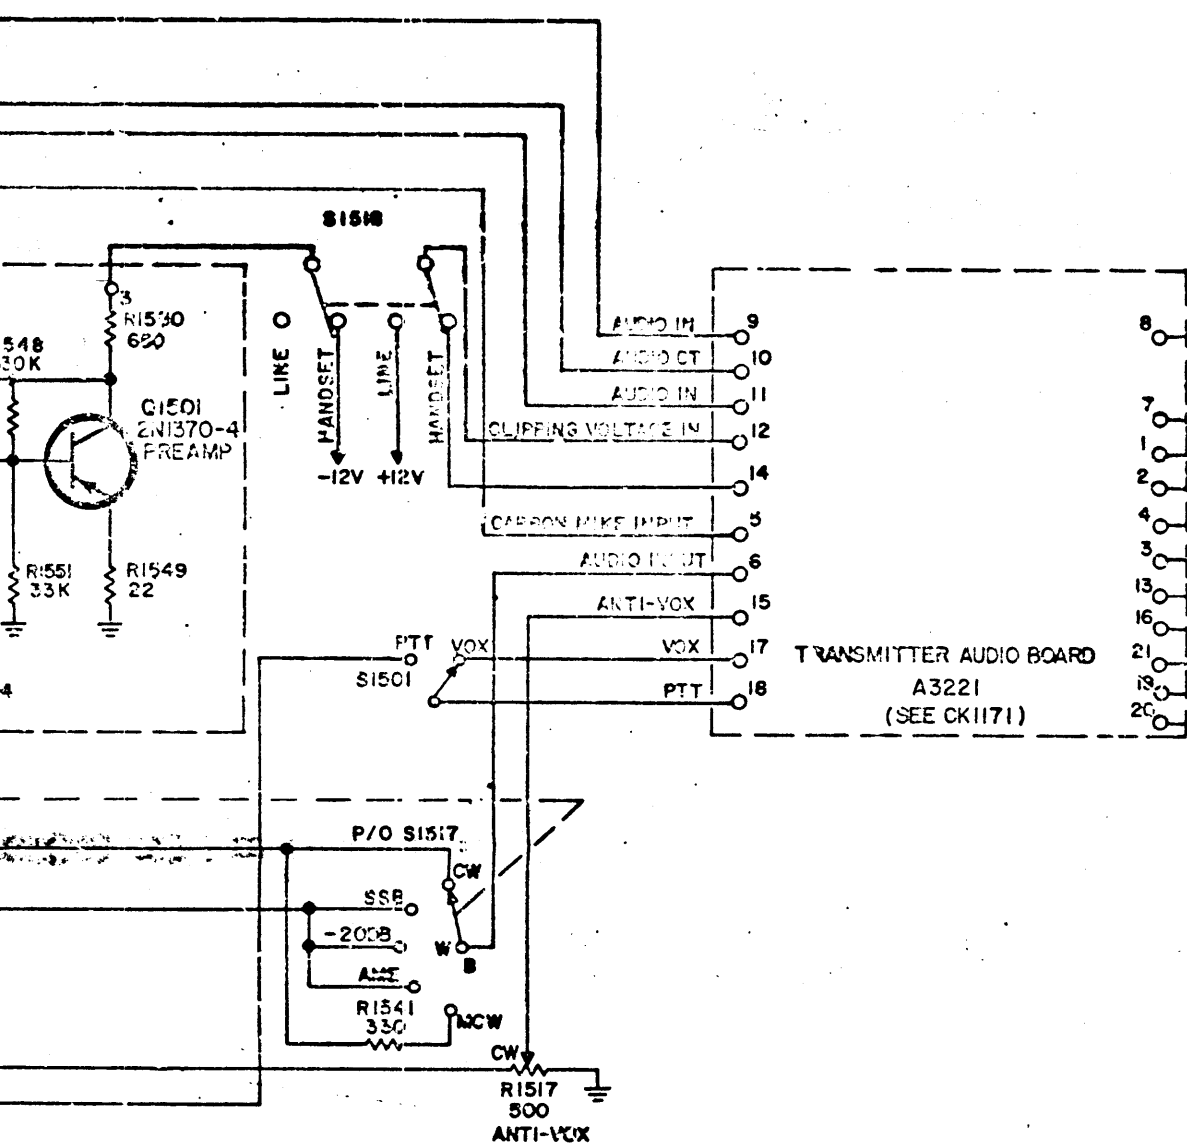 S1518
3
R1530
680
548
30K
Q1501
2N1370-4
PREAMP
R1551
33K
R1549
22
4
LINE
HANDSET
LINE
HANDSET
-12V
+12V
AUDIO IN
9
AUDIO CT
10
AUDIO IN
11
CLIPPING VOLTAGE IN
12
14
CARBON MIKE INPUT
5
AUDIO INPUT
6
ANTI-VOX
15
VOX
17
PTT
18
PTT
VOX
S1501
8
7
1
2
4
3
13
16
21
19
20
TRANSMITTER AUDIO BOARD
A3221
(SEE CK1171)
P/O S1517
CW
SSB
-20DB
W
B
AME
R1541
330
MCW
CW
R1517
500
ANTI-VOX